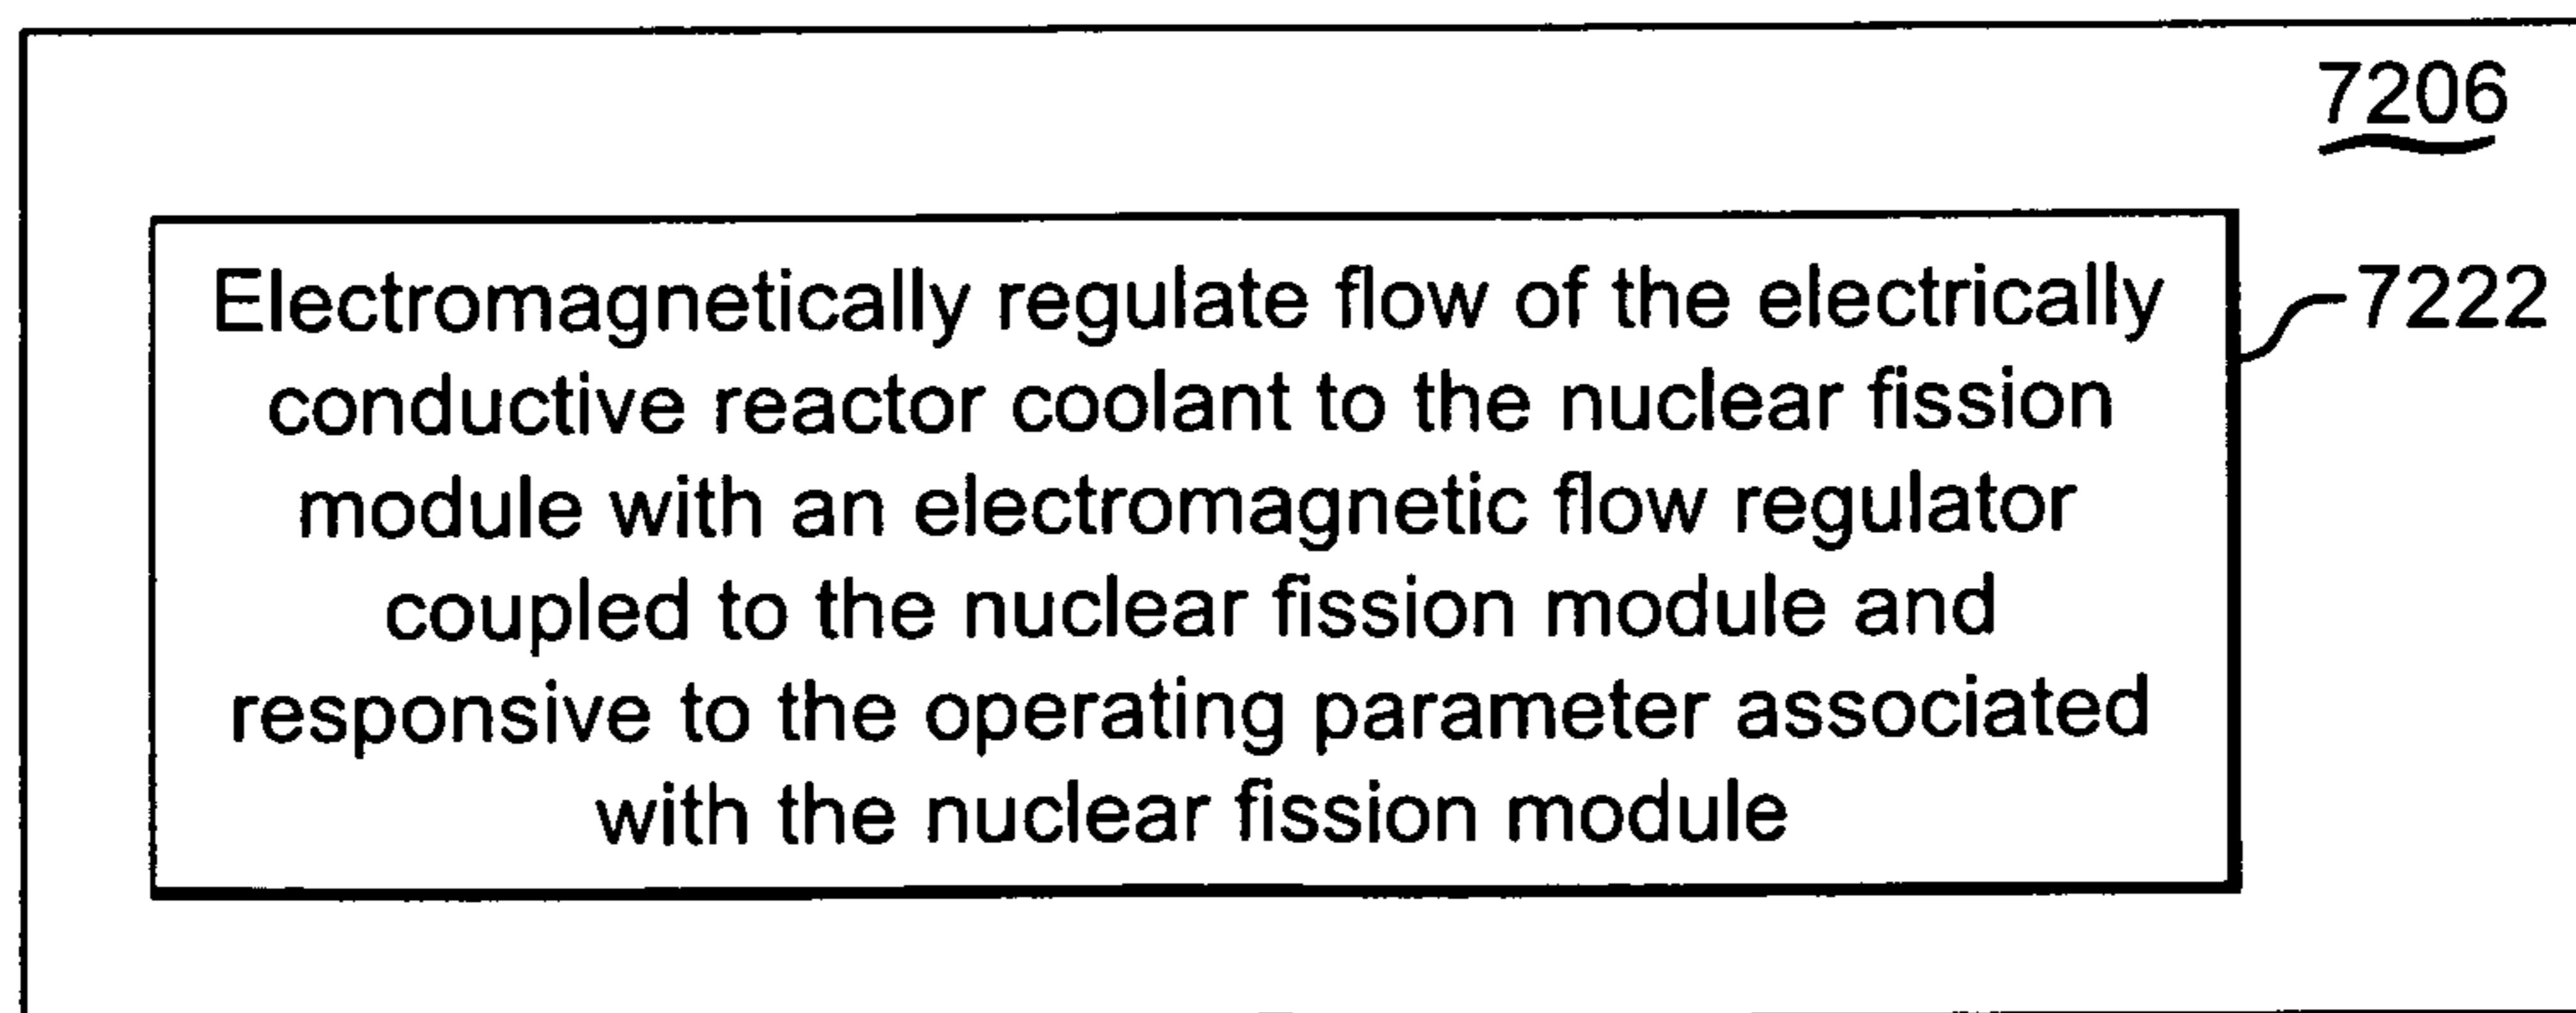 7206
Electromagnetically regulate flow of the electrically
7222
conductive reactor coolant to the nuclear fission
module with an electromagnetic flow regulator
coupled to the nuclear fission module and
responsive to the operating parameter associated
with the nuclear fission module